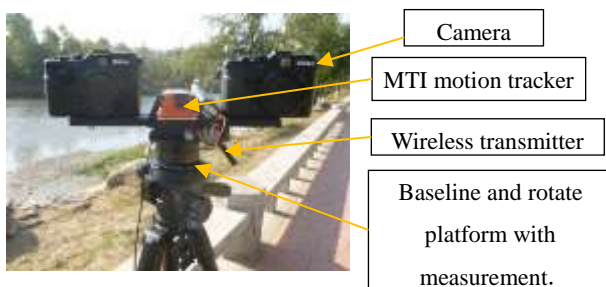 Camera
MTI motion tracker
Wireless transmitter
Baseline and rotate
platform with
measurement.